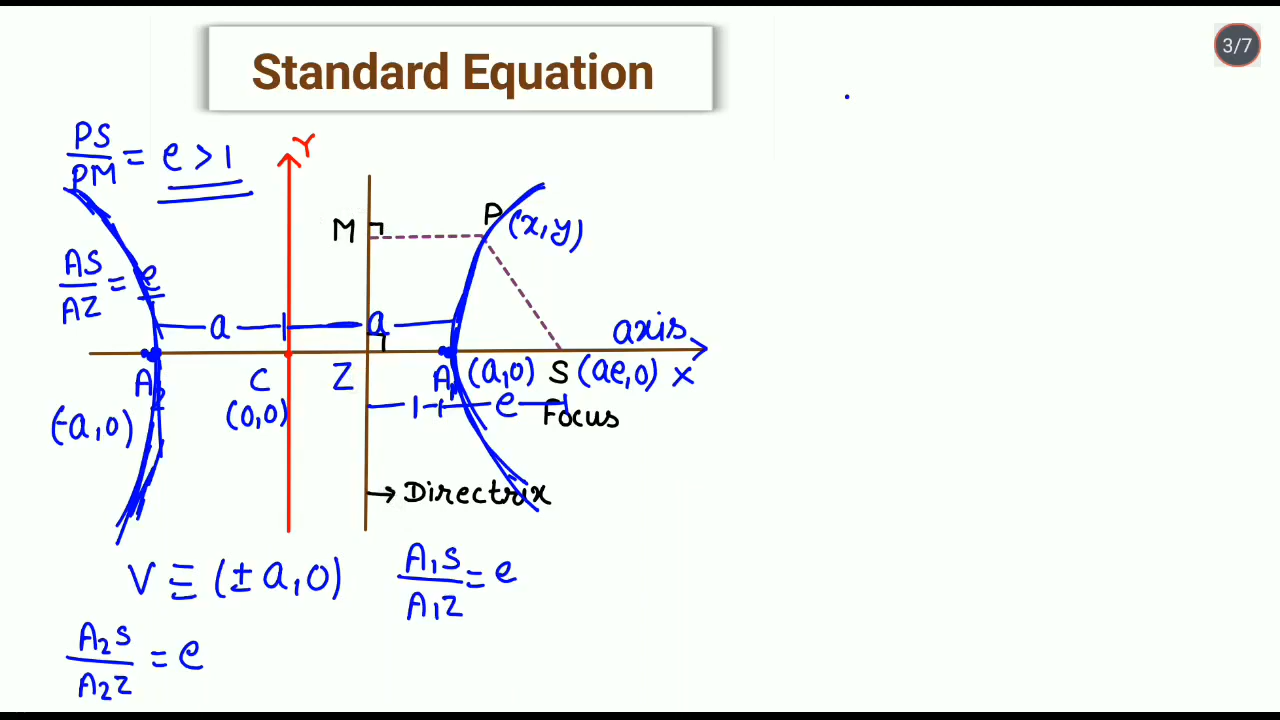 Standard Equation
3/7
PS/PM = e > 1
Y
M
P (x, y)
AS/AZ = e
a
a
axis
A2
C
Z
A1
(a, 0)
S (ae, 0)
X
(-a, 0)
(0, 0)
1
e
Focus
Directrix
V ≡ (± a, 0)
A1S/A1Z = e
A2S/A2Z = e